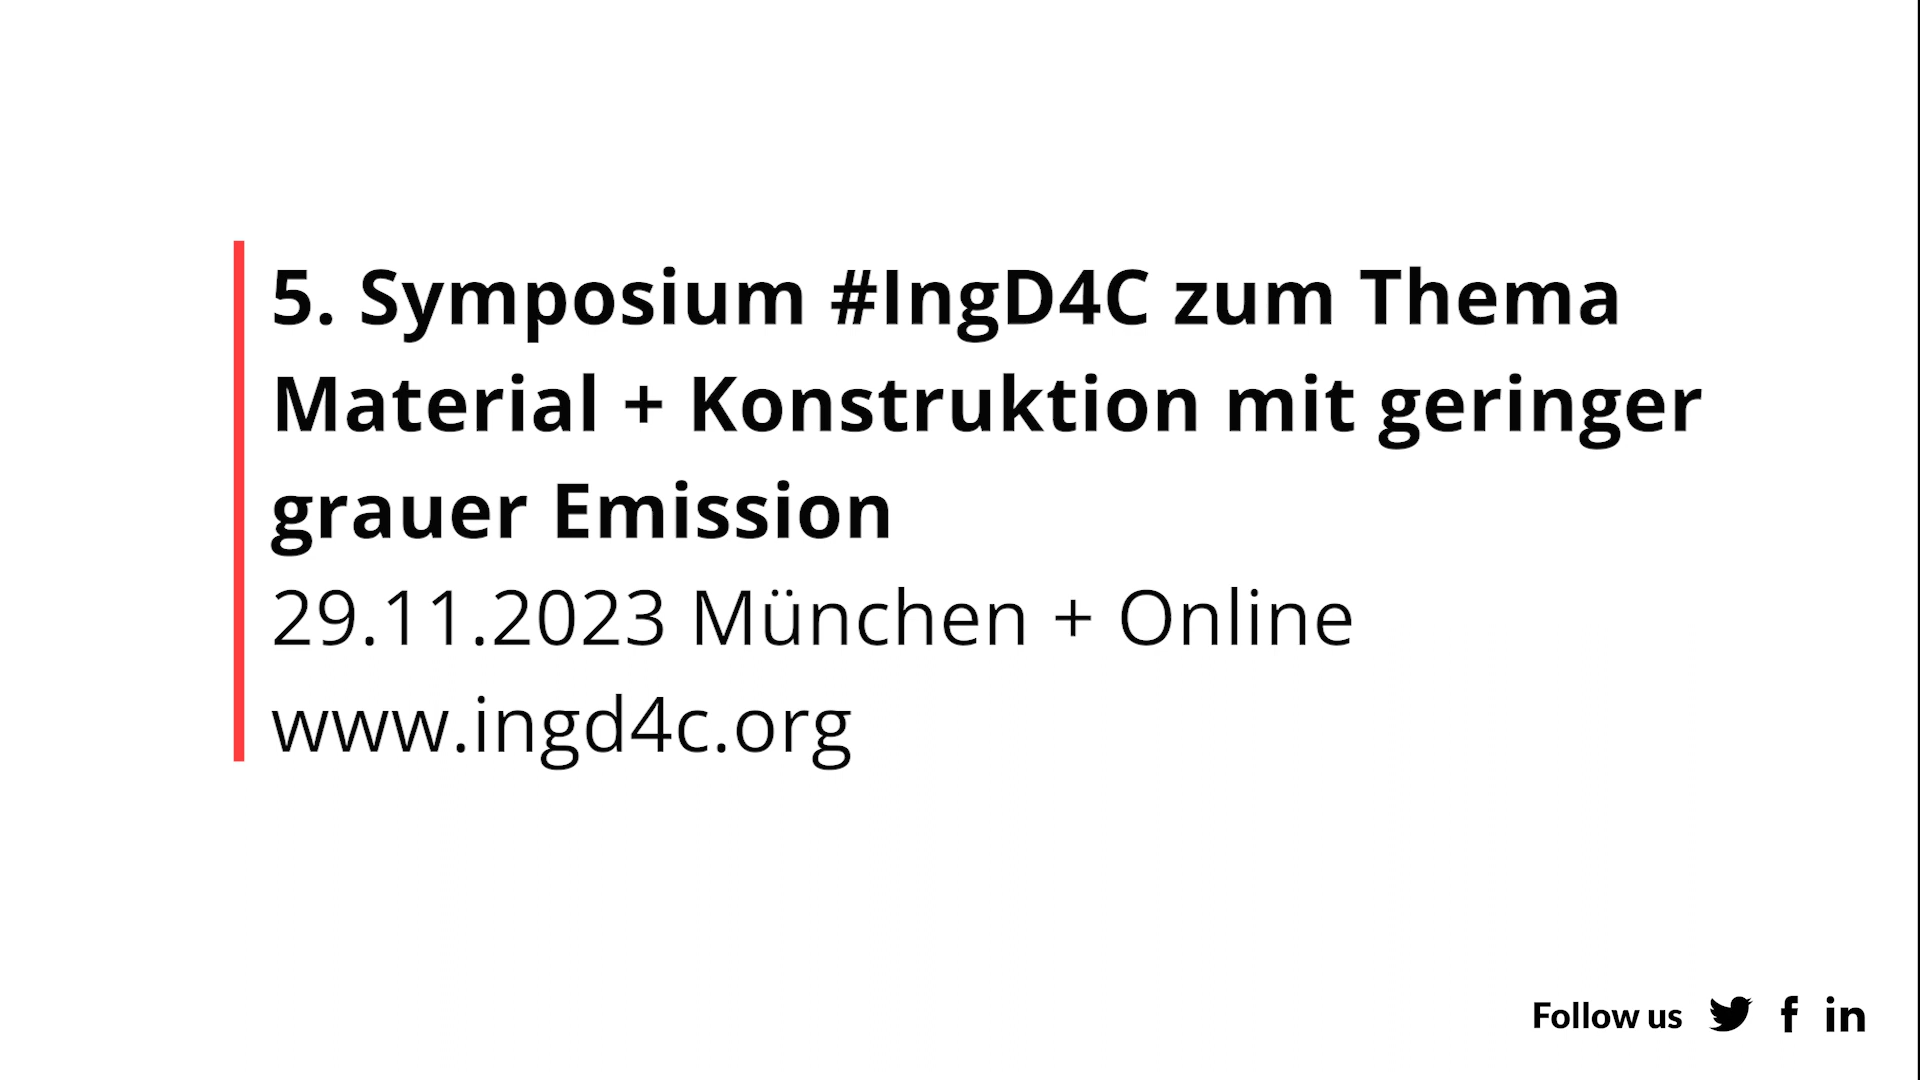 5. Symposium #IngD4C zum Thema
Material + Konstruktion mit geringer
grauer Emission
29.11.2023 München + Online
www.ingd4c.org
Follow us